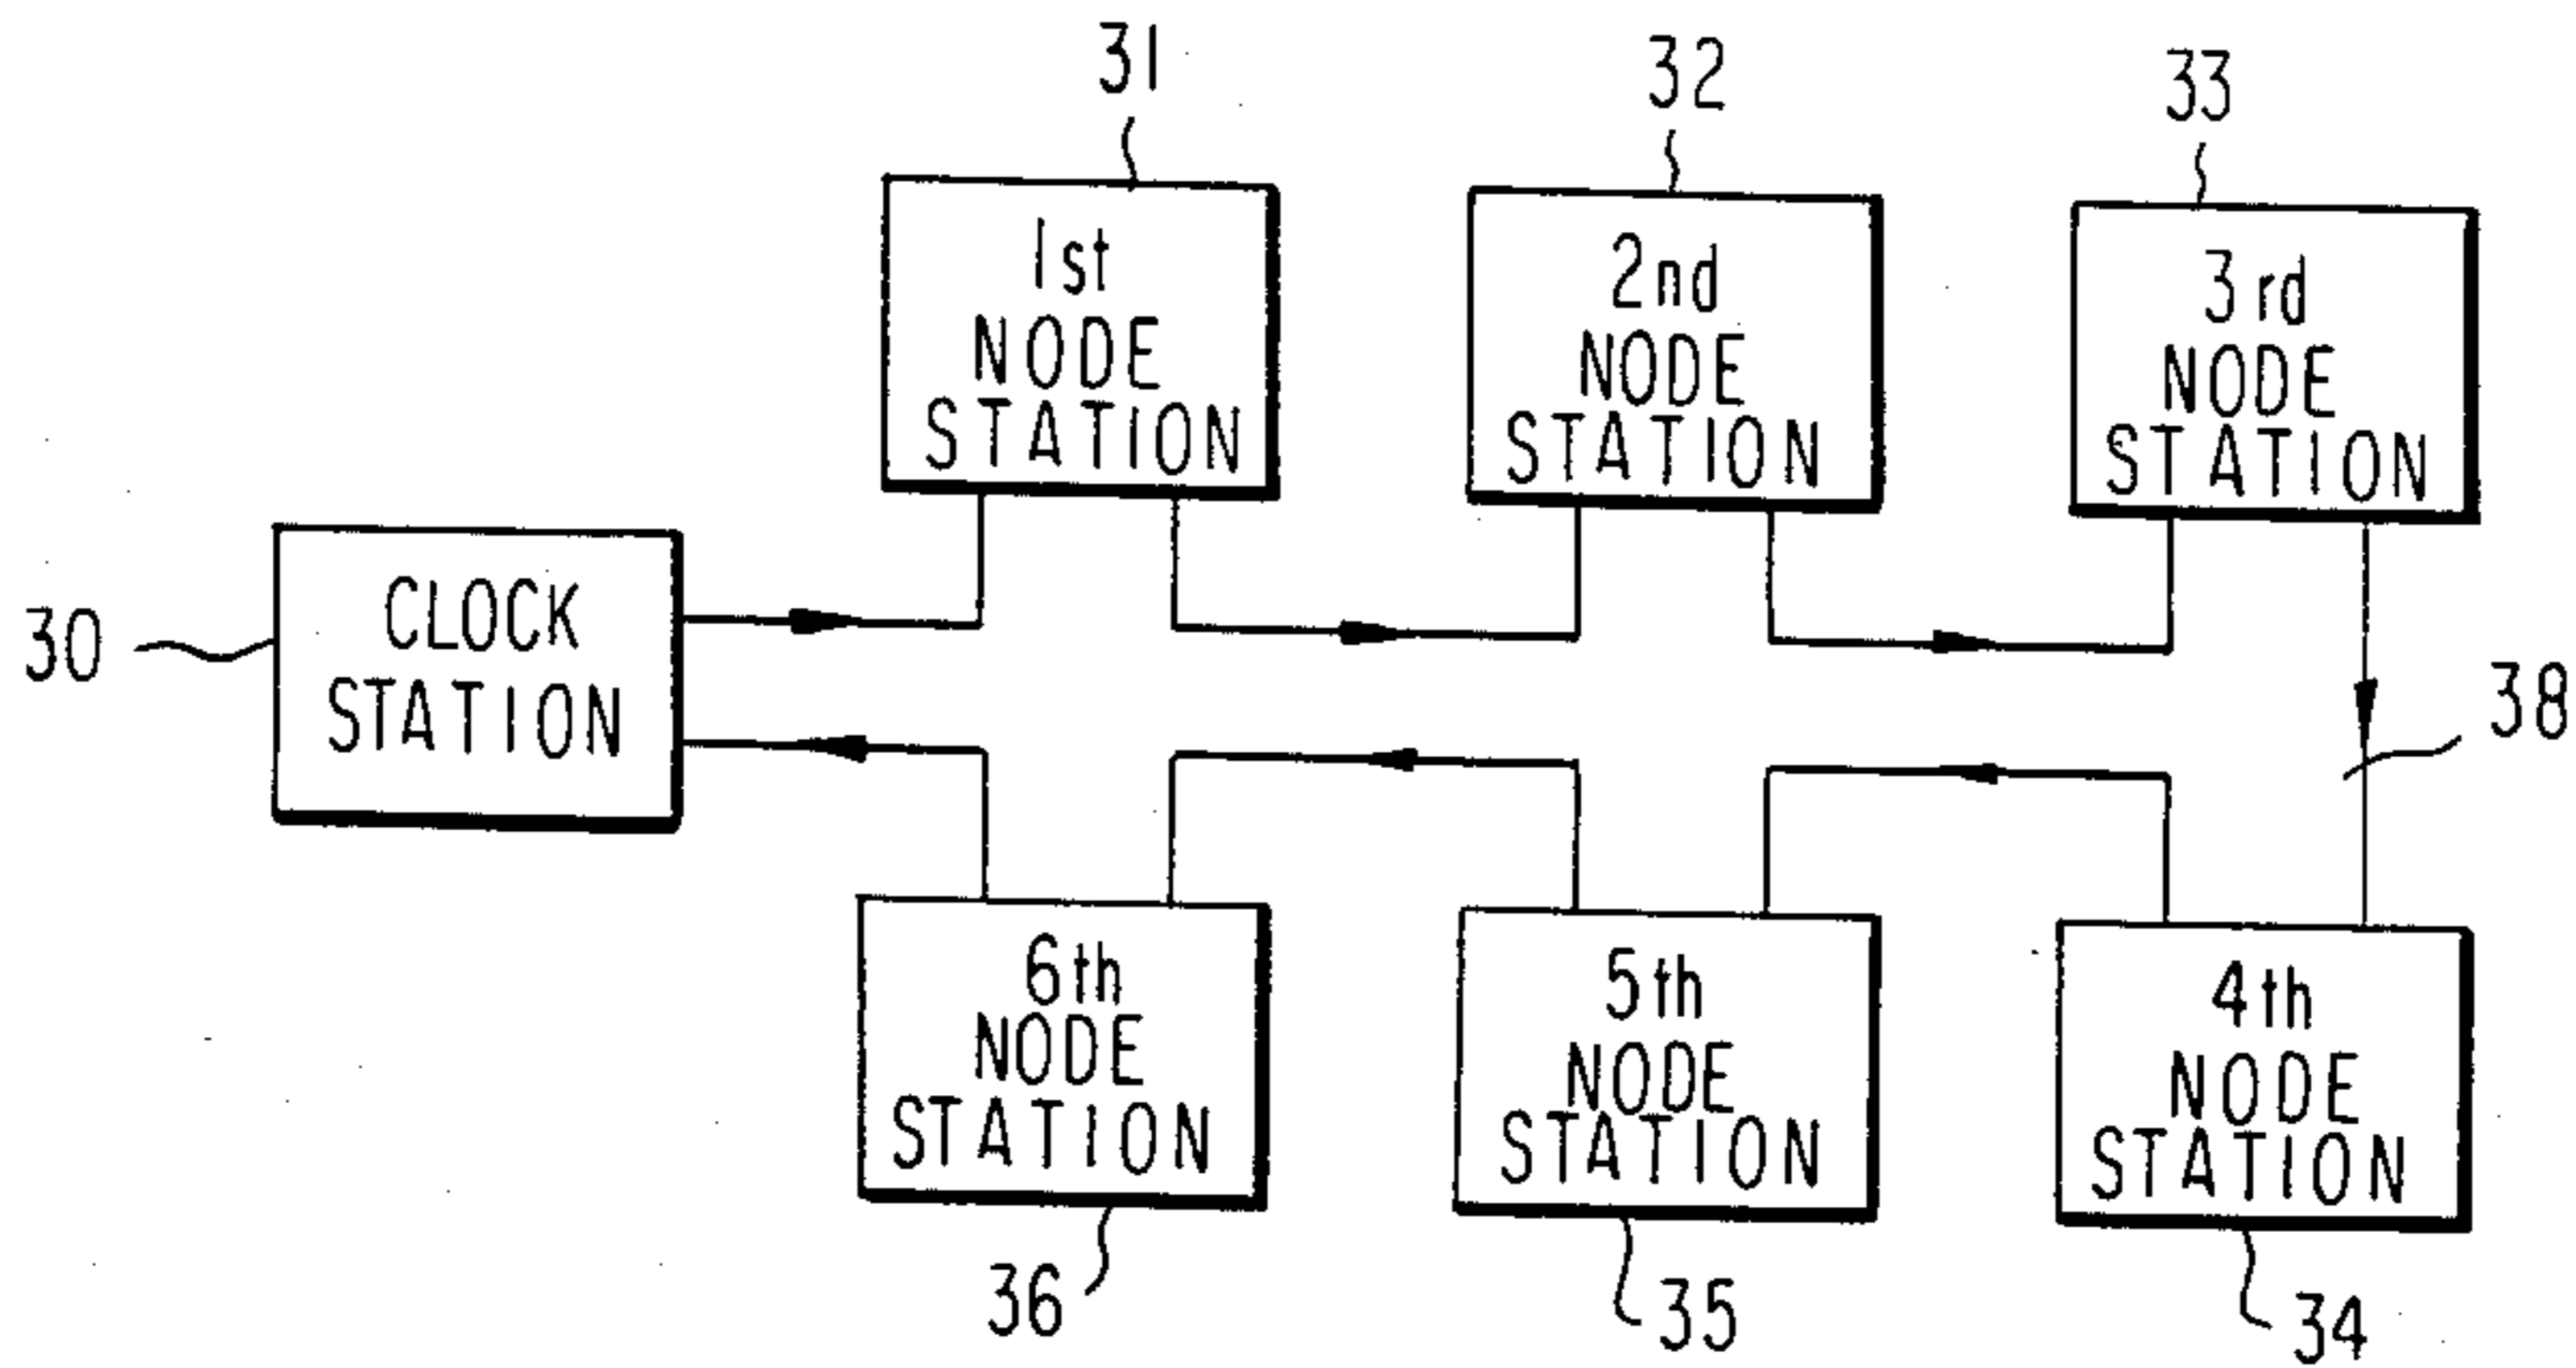 31
32
33
1st
NODE
STATION
2nd
NODE
STATION
3rd
NODE
STATION
30
CLOCK
STATION
38
6th
NODE
STATION
5th
NODE
STATION
4th
NODE
STATION
36
35
34